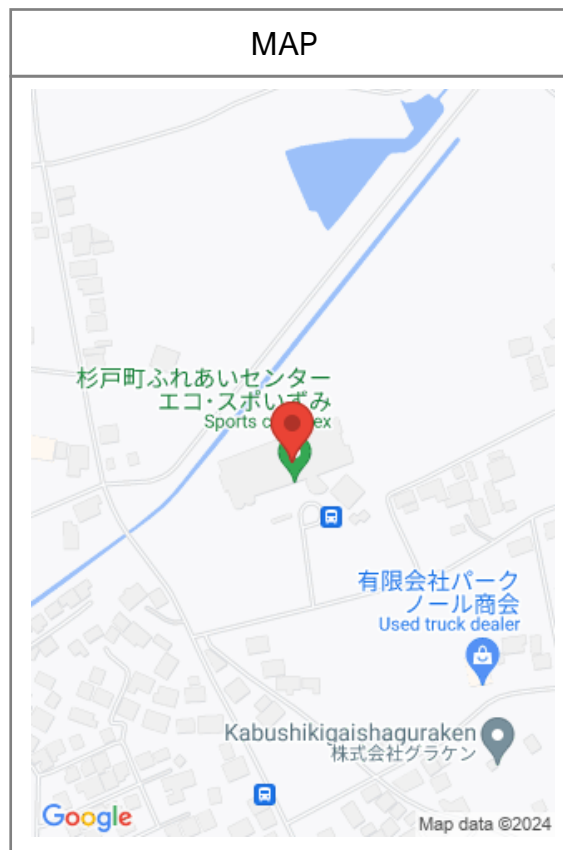 MAP
杉戸町ふれあいセンター
エコ・スポいずみ
Sports
有限会社パーク
ノール商会
Used truck dealer
Kabushikigaishaguraken
株式会社グラケン
Google
Map data ©2024